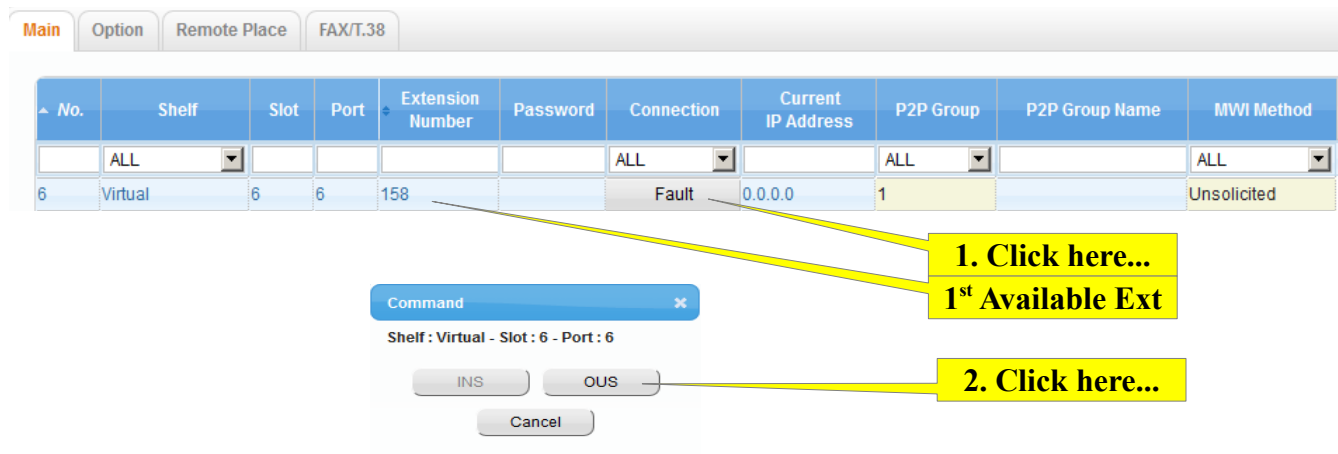 Main Option Remote Place FAX/T.38
No. Shelf Slot Port Extension Number Password Connection Current IP Address P2P Group P2P Group Name MWI Method
ALL ALL ALL ALL
6 Virtual 6 6 158 Fault 0.0.0.0 1 Unsolicited
1. Click here...
1st Available Ext
Command
Shelf : Virtual - Slot : 6 - Port : 6
INS OUS
2. Click here...
Cancel